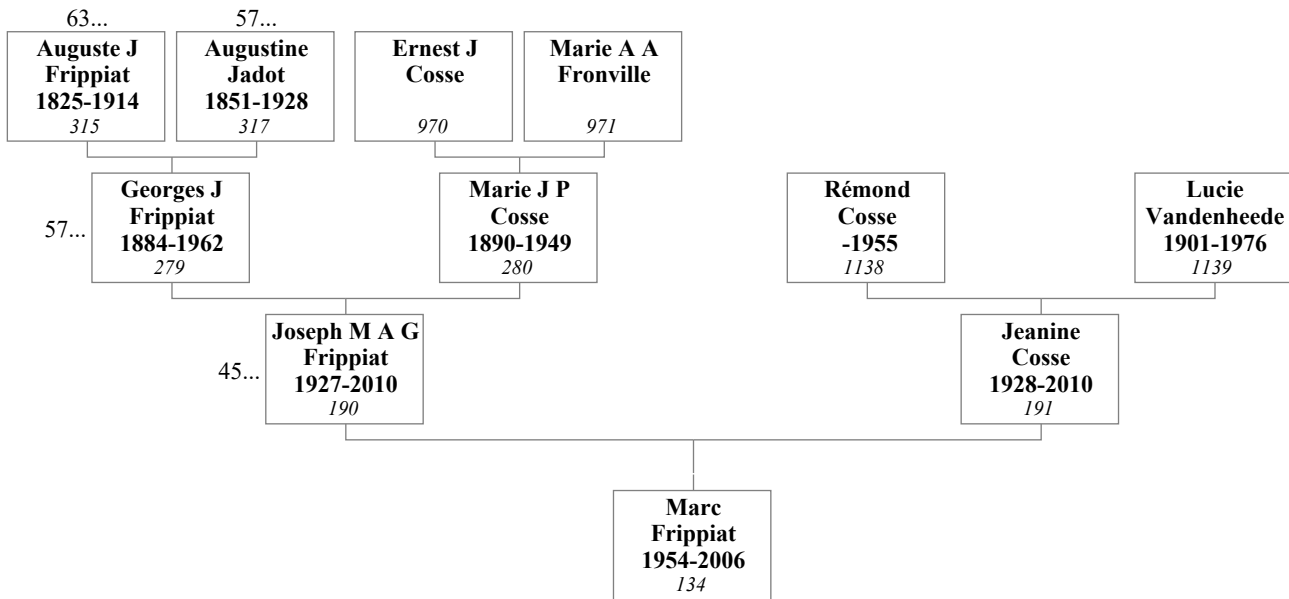 63...
57...
Auguste J
Frippiat
1825-1914
315
Augustine
Jadot
1851-1928
317
Ernest J
Cosse
970
Marie A A
Fronville
971
57...
Georges J
Frippiat
1884-1962
279
Marie J P
Cosse
1890-1949
280
Rémond
Cosse
-1955
1138
Lucie
Vandenheede
1901-1976
1139
45...
Joseph M A G
Frippiat
1927-2010
190
Jeanine
Cosse
1928-2010
191
Marc
Frippiat
1954-2006
134